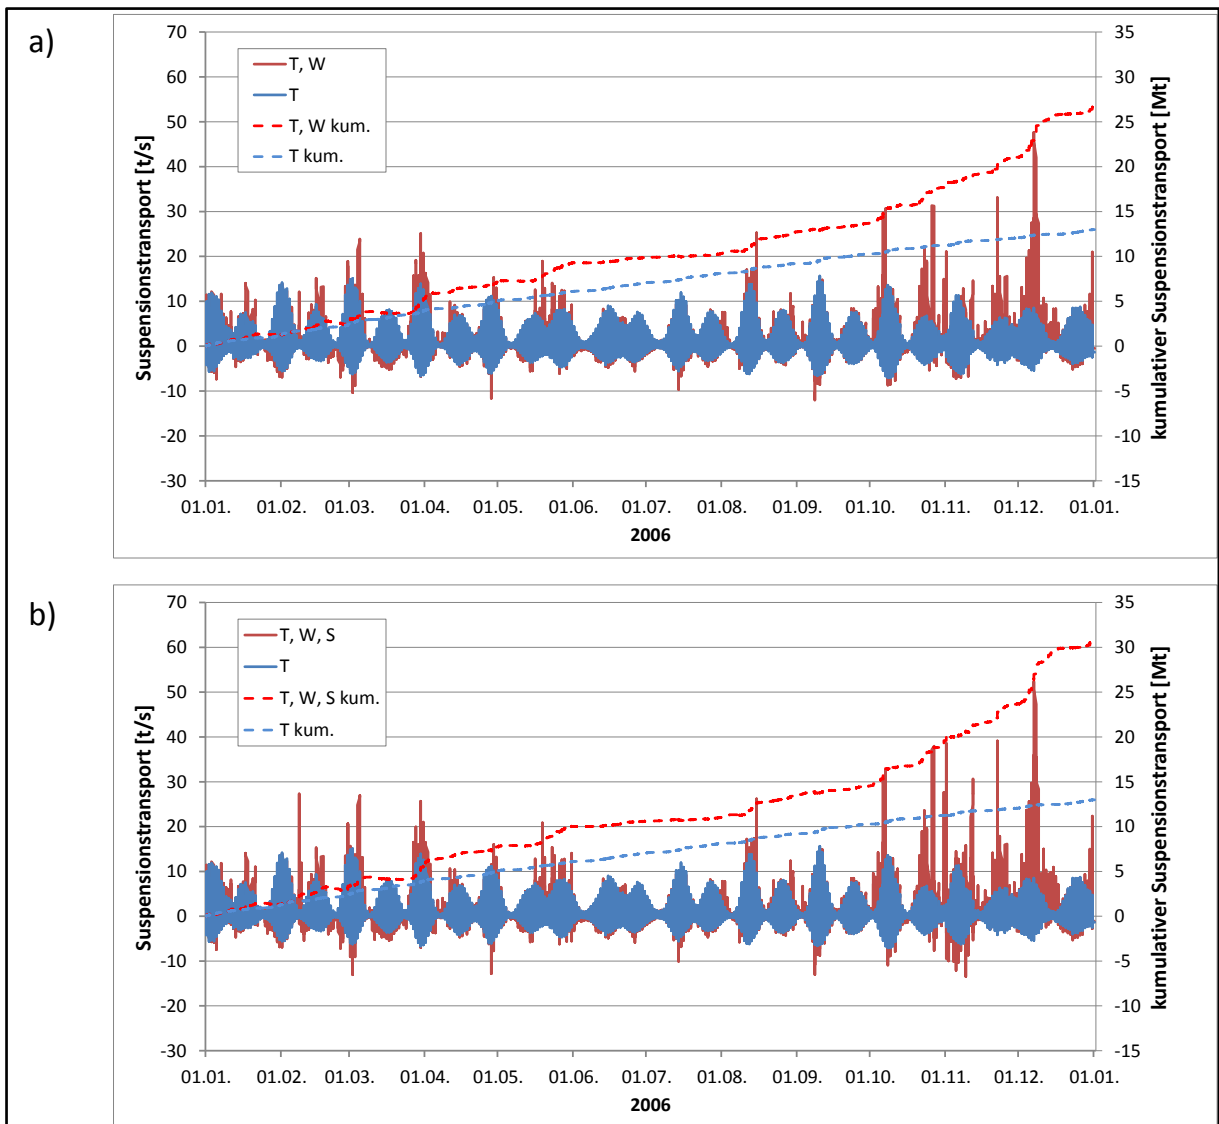 a)
T, W
T
T, W kum.
T kum.
Suspensionstransport [t/s]
70
60
50
40
30
20
10
0
-10
-20
-30
kumulativer Suspensionstransport [Mt]
35
30
25
20
15
10
5
0
-5
-10
-15
01.01. 01.02. 01.03. 01.04. 01.05. 01.06. 01.07. 01.08. 01.09. 01.10. 01.11. 01.12. 01.01.
2006
b)
T, W, S
T
T, W, S kum.
T kum.
Suspensionstransport [t/s]
70
60
50
40
30
20
10
0
-10
-20
-30
kumulativer Suspensionstransport [Mt]
35
30
25
20
15
10
5
0
-5
-10
-15
01.01. 01.02. 01.03. 01.04. 01.05. 01.06. 01.07. 01.08. 01.09. 01.10. 01.11. 01.12. 01.01.
2006